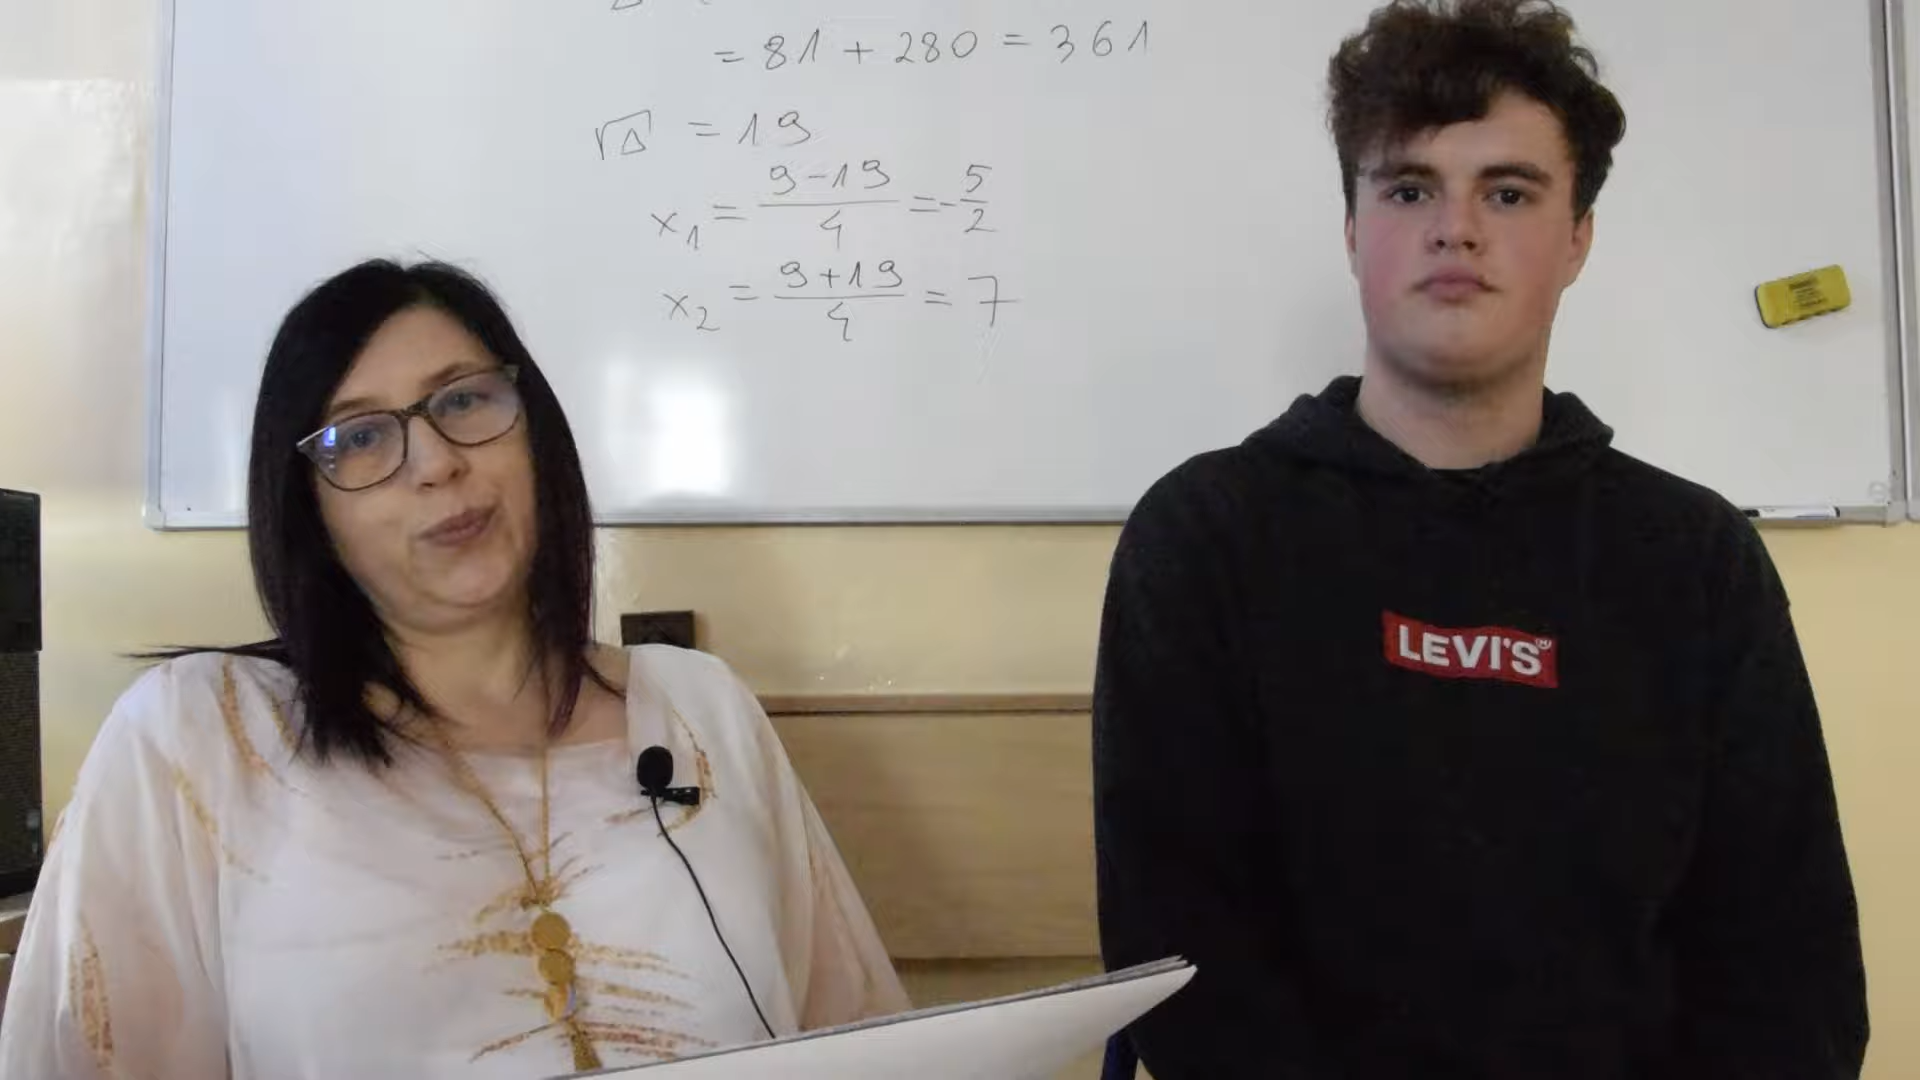 = 81 + 280 = 361
√Δ = 19
x₁ = (9-19)/4 = -5/2
x₂ = (9+19)/4 = 7
LEVI'S